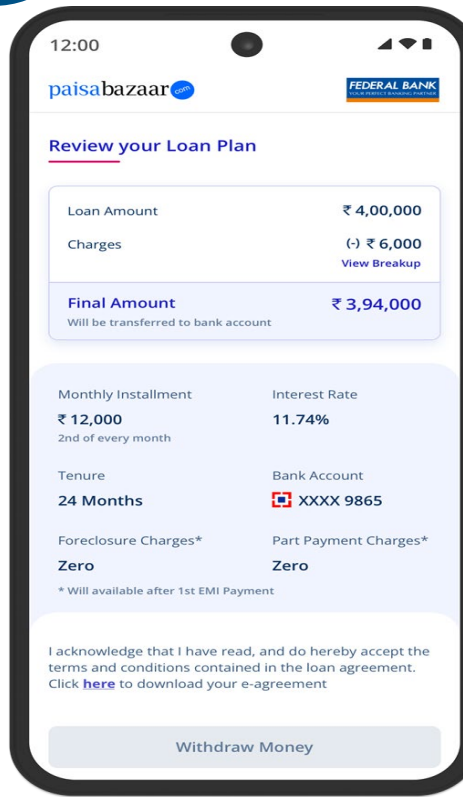 12:00
paisabazaar.com
FEDERAL BANK
YOUR PERFECT BANKING PARTNER
Review your Loan Plan
Loan Amount ₹ 4,00,000
Charges (-) ₹ 6,000
View Breakup
Final Amount ₹ 3,94,000
Will be transferred to bank account
Monthly Installment Interest Rate
₹ 12,000 11.74%
2nd of every month
Tenure Bank Account
24 Months XXXX 9865
Foreclosure Charges* Part Payment Charges*
Zero Zero
* Will available after 1st EMI Payment
I acknowledge that I have read, and do hereby accept the
terms and conditions contained in the loan agreement.
Click here to download your e-agreement
Withdraw Money